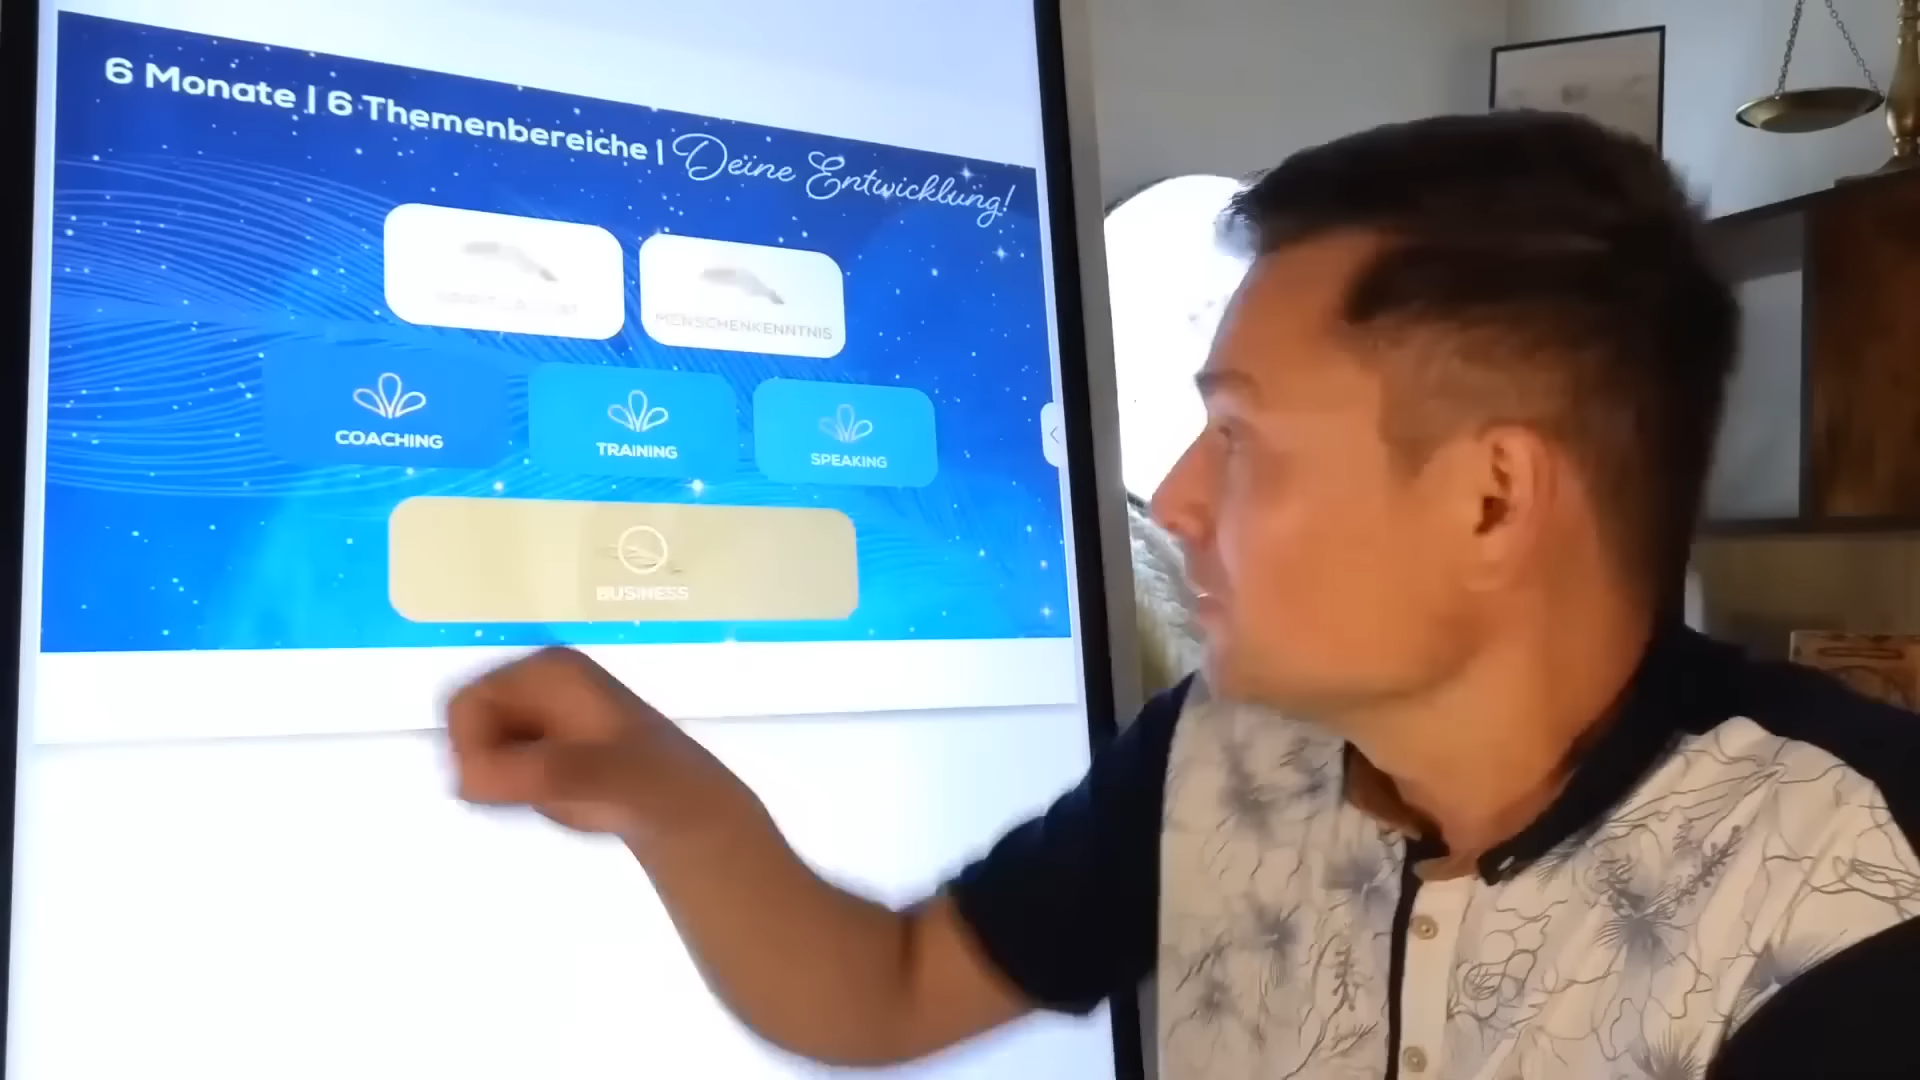 6 Monate | 6 Themenbereiche | Deine Entwicklung!
MENSCHENKENNTNIS
COACHING
TRAINING
SPEAKING
BUSINESS